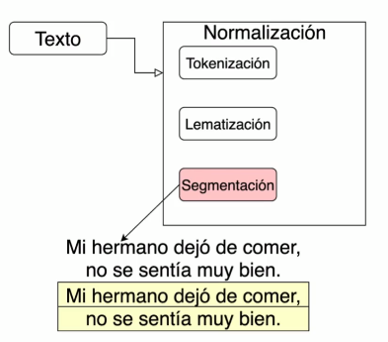 Texto
Normalización
Tokenización
Lematización
Segmentación
Mi hermano dejó de comer,
no se sentía muy bien.
Mi hermano dejó de comer,
no se sentía muy bien.